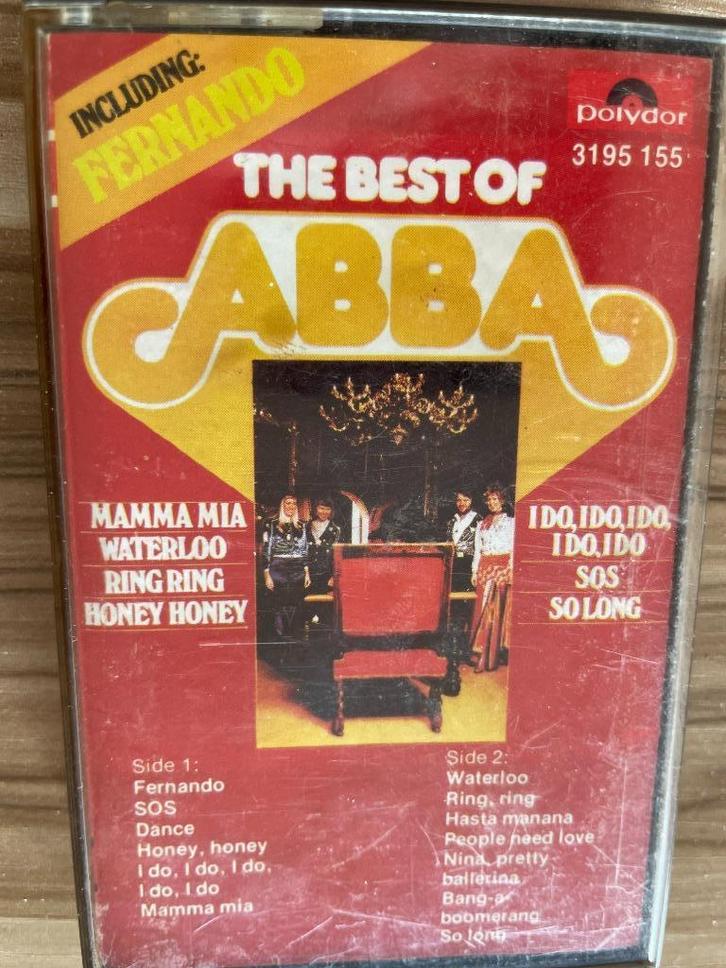 INCLUDING:
FERNANDO
polydor
3195 155
THE BEST OF
ABBA
MAMMA MIA
WATERLOO
RING RING
HONEY HONEY
I DO, I DO, I DO,
I DO, I DO
SOS
SO LONG
Side 1:
Fernando
SOS
Dance
Honey, honey
I do, I do, I do,
I do, I do
Mamma mia
Side 2:
Waterloo
Ring, ring
Hasta manana
People need love
Nina, pretty
ballerina
Bang-a-
boomerang
So long